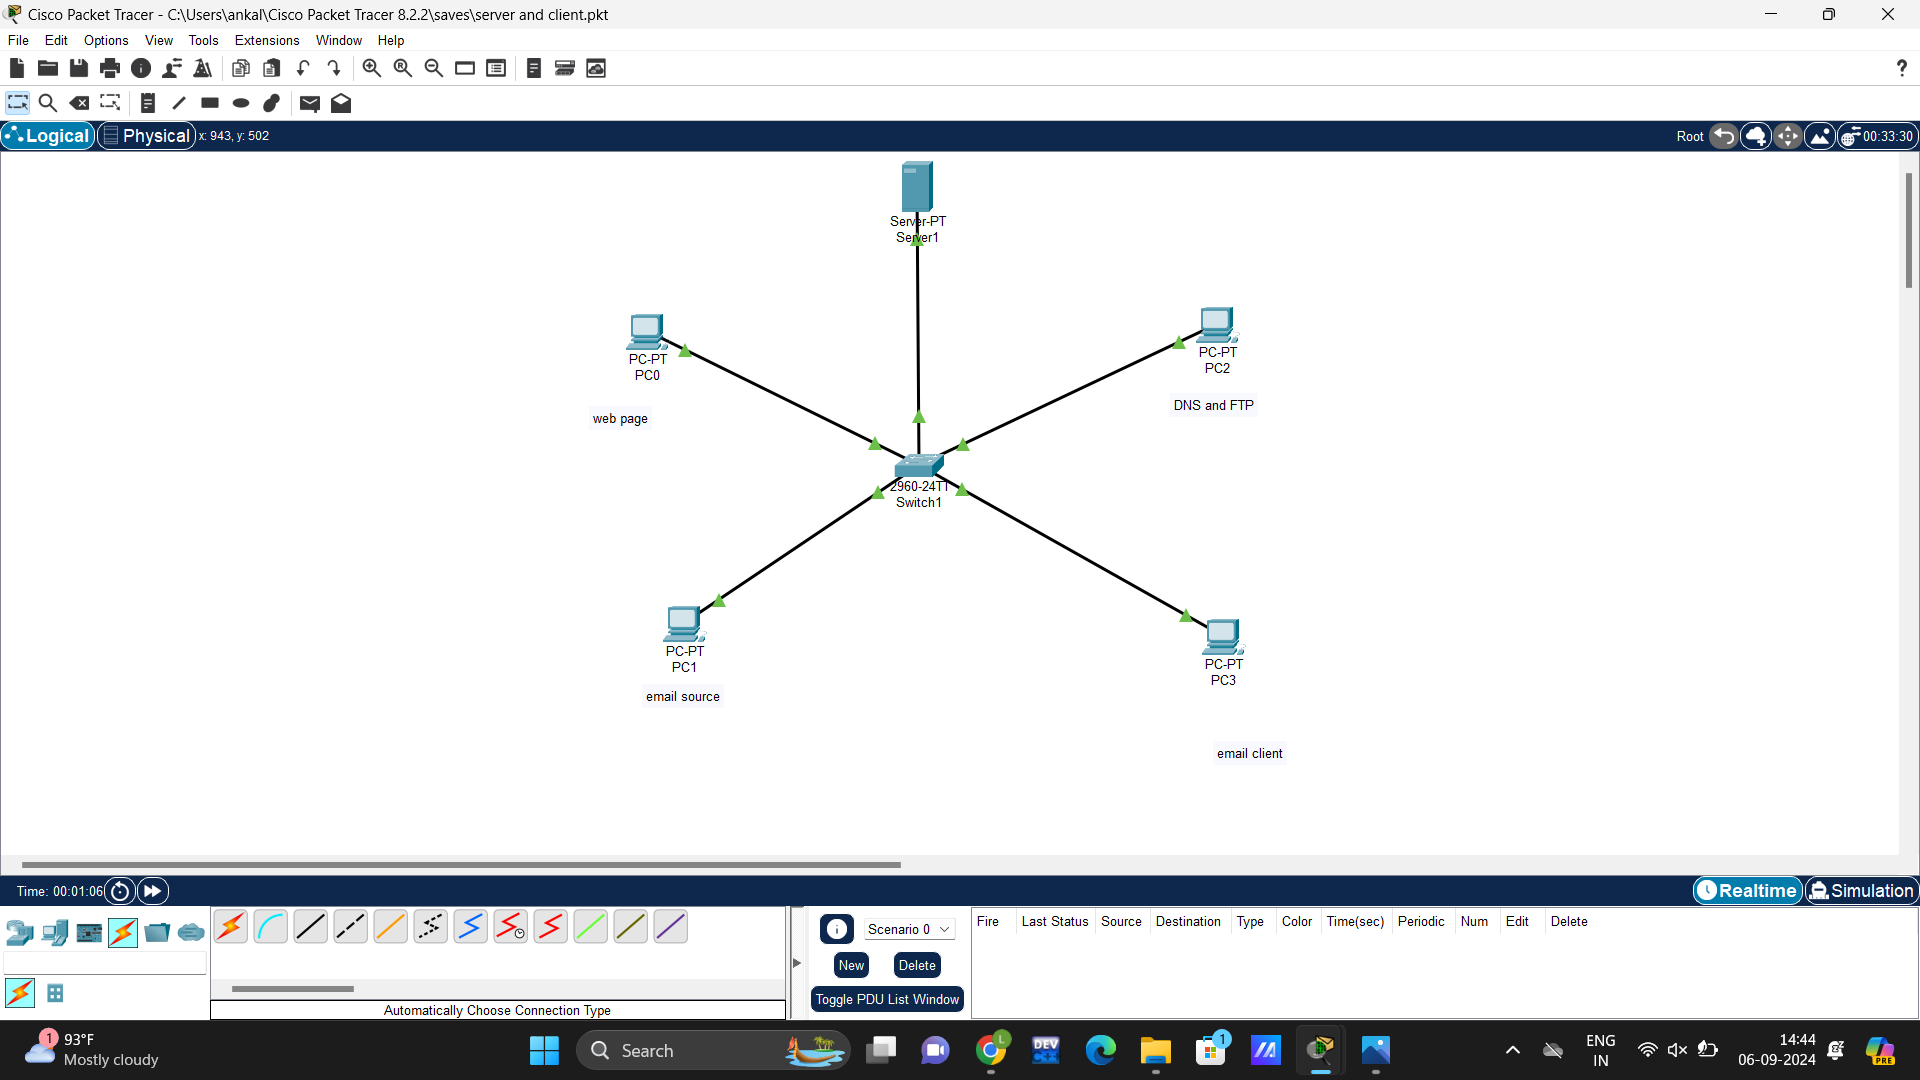 Cisco Packet Tracer - C:\Users\ankal\Cisco Packet Tracer 8.2.2\saves\server and client.pkt
File Edit Options View Tools Extensions Window Help
?
Logical Physical x: 943, y: 502 Root 00:33:30
Server-PT
Server1
PC-PT
PC0
web page
PC-PT
PC2
DNS and FTP
2960-24TT
Switch1
PC-PT
PC1
email source
PC-PT
PC3
email client
Time: 00:01:06 Realtime Simulation
Scenario 0
New Delete
Toggle PDU List Window
Fire Last Status Source Destination Type Color Time(sec) Periodic Num Edit Delete
Automatically Choose Connection Type
1
93°F
Mostly cloudy
Search
L
DEV
C++
1
ENG
IN
14:44
06-09-2024
PRE